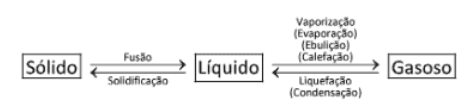 Vaporização
(Evaporação)
(Ebulição)
(Calefação)
Sólido
Fusão
Solidificação
Líquido
Liquefação
(Condensação)
Gasoso